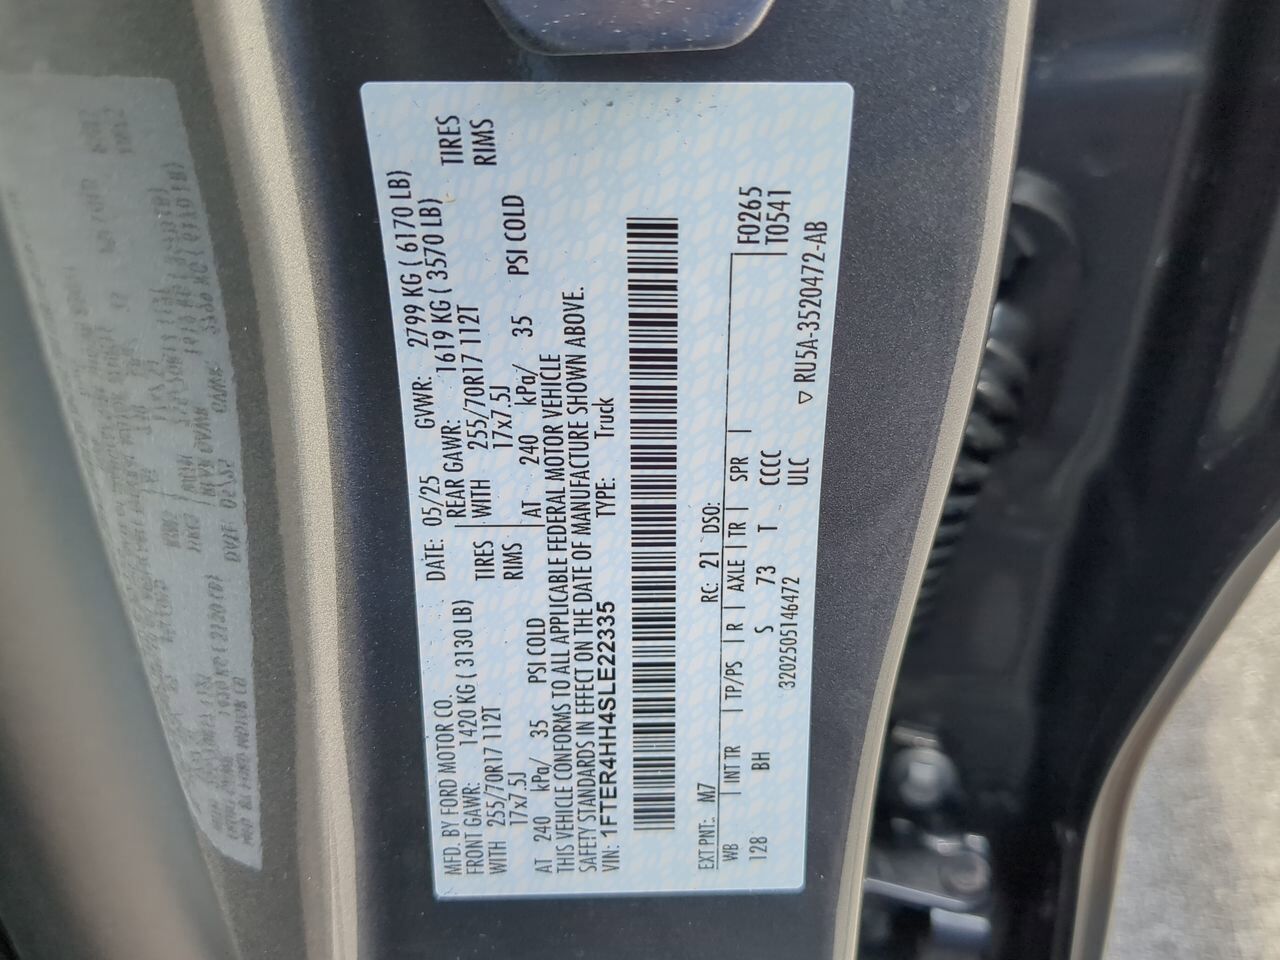 MFD. BY FORD MOTOR CO.
DATE: 05/25 GVWR: 2799 KG ( 6170 LB)
FRONT GAWR: 1420 KG ( 3130 LB) REAR GAWR: 1619 KG ( 3570 LB)
WITH 255/70R17 112T TIRES WITH 255/70R17 112T TIRES
17x7.5J RIMS 17x7.5J RIMS
AT 240 kPa/ 35 PSI COLD AT 240 kPa/ 35 PSI COLD
THIS VEHICLE CONFORMS TO ALL APPLICABLE FEDERAL MOTOR VEHICLE
SAFETY STANDARDS IN EFFECT ON THE DATE OF MANUFACTURE SHOWN ABOVE.
VIN: 1FTER4HH4SLE22335 TYPE: Truck
EXT PNT: M7 RC: 21 DSO: F0265
WB | INT TR | TP/PS | R | AXLE | TR | SPR | T0541
128 BH S 73 T CCCC
3202505146472 ULC ▽ RU5A-3520472-AB